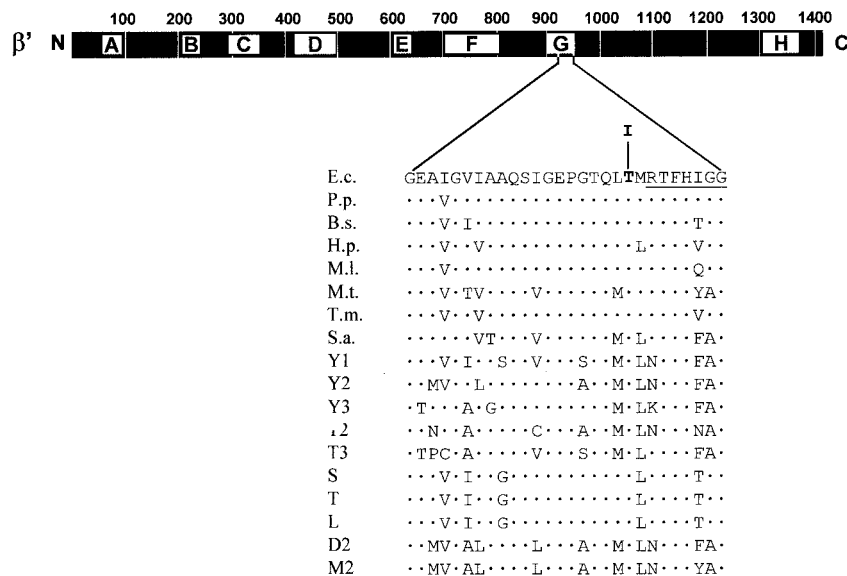 100 200 300 400 500 600 700 800 900 1000 1100 1200 1300 1400
β' N A B C D E F G H C
I
E.c. GEAIGVIAAQSIGEPGTQLTMRTFHIGG
P.p. ···V························
B.s. ···V·I···················T··
H.p. ···V··V·············L····V··
M.l. ···V·····················Q··
M.t. ···V·TV····V······M······YA·
T.m. ···V··V··················V··
S.a. ······VT···V······M·L····FA·
Y1 ···V·I··S··V···S··M·LN···FA·
Y2 ··MV··L········A··M·LN···FA·
Y3 ·T···A·G··········M·LK···FA·
2 ··N··A·····C···A··M·LN···NA·
T3 ·TPC·A·····V···S··M·L····FA·
S ···V·I··G···········L····T··
T ···V·I··G···········L····T··
L ···V·I··G···········L····T··
D2 ··MV·AL····L···A··M·LN···FA·
M2 ··MV·AL····L···A··M·LN···YA·